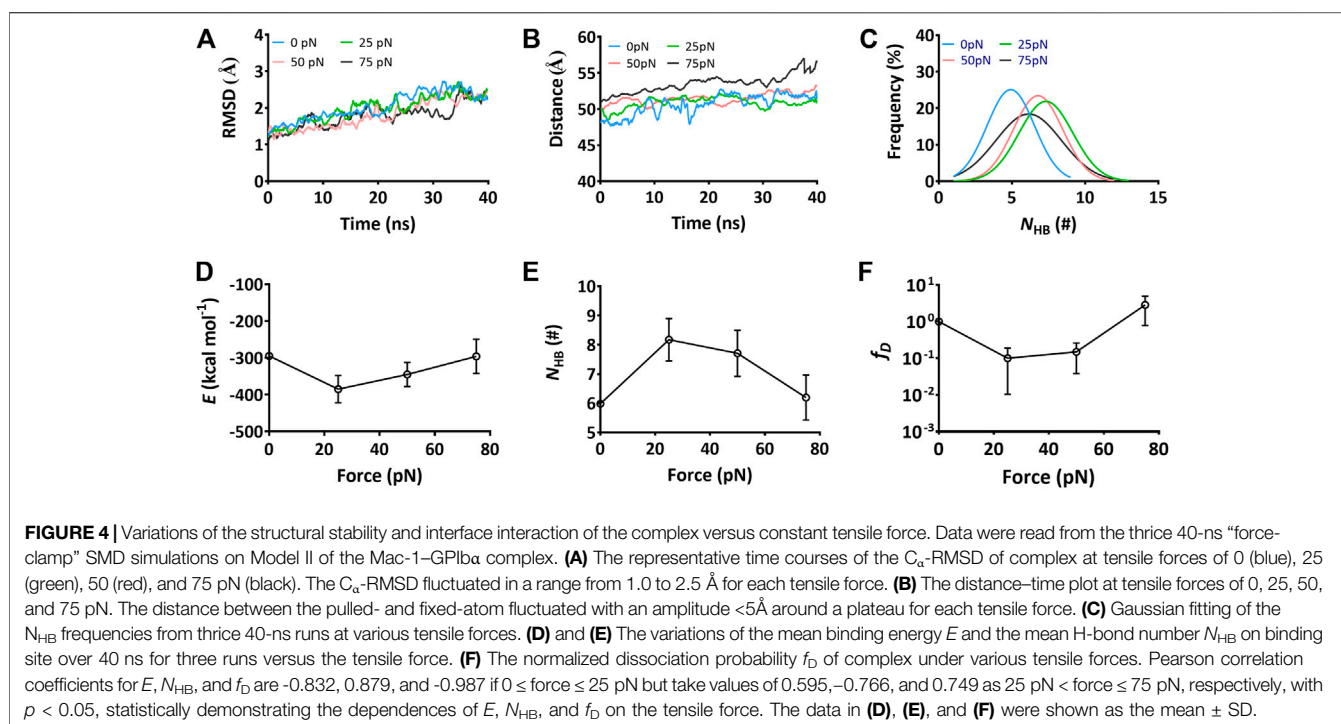 A
0 pN 25 pN
50 pN 75 pN
RMSD (Å)
4
3
2
1
0
0 10 20 30 40
Time (ns)
B
0 pN 25 pN
50pN 75pN
Distance (Å)
60
55
50
45
40
0 10 20 30 40
Time (ns)
C
0pN 25pN
50pN 75pN
Frequency (%)
40
30
20
10
0
0 5 10 15
NHB (#)
D
E (kcal mol-1)
-100
-200
-300
-400
-500
0 20 40 60 80
Force (pN)
E
NHB (#)
10
9
8
7
6
5
0 20 40 60 80
Force (pN)
F
fD
10¹
10⁰
10⁻¹
10⁻²
10⁻³
0 20 40 60 80
Force (pN)
FIGURE 4 | Variations of the structural stability and interface interaction of the complex versus constant tensile force. Data were read from the thrice 40-ns “force-
clamp” SMD simulations on Model II of the Mac-1–GPIbα complex. (A) The representative time courses of the Cα-RMSD of complex at tensile forces of 0 (blue), 25
(green), 50 (red), and 75 pN (black). The Cα-RMSD fluctuated in a range from 1.0 to 2.5 Å for each tensile force. (B) The distance–time plot at tensile forces of 0, 25, 50,
and 75 pN. The distance between the pulled- and fixed-atom fluctuated with an amplitude <5Å around a plateau for each tensile force. (C) Gaussian fitting of the
NHB frequencies from thrice 40-ns runs at various tensile forces. (D) and (E) The variations of the mean binding energy E and the mean H-bond number NHB on binding
site over 40 ns for three runs versus the tensile force. (F) The normalized dissociation probability fD of complex under various tensile forces. Pearson correlation
coefficients for E, NHB, and fD are -0.832, 0.879, and -0.987 if 0 ≤ force ≤ 25 pN but take values of 0.595,–0.766, and 0.749 as 25 pN < force ≤ 75 pN, respectively, with
p < 0.05, statistically demonstrating the dependences of E, NHB, and fD on the tensile force. The data in (D), (E), and (F) were shown as the mean ± SD.